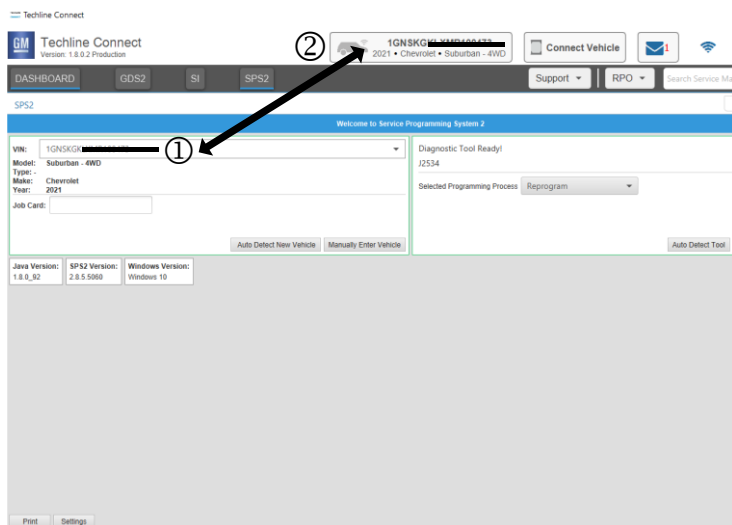 Techline Connect
GM
Techline Connect
Version: 1.8.0.2 Production
②
2021 • Chevrolet • Suburban - 4WD
Connect Vehicle
1
DASHBOARD
GDS2
SI
SPS2
Support
RPO
Search Service Ma
SPS2
Welcome to Service Programming System 2
VIN:
①
Model: Suburban - 4WD
Type: -
Make: Chevrolet
Year: 2021
Job Card:
Auto Detect New Vehicle
Manually Enter Vehicle
Diagnostic Tool Ready!
J2534
Selected Programming Process
Reprogram
Auto Detect Tool
Java Version:
1.8.0_92
SPS2 Version:
2.8.5.5060
Windows Version:
Windows 10
Print
Settings